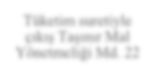 Tüketim suretiyle
çıkış Taşınır Mal
Yönetmeliği Md. 22